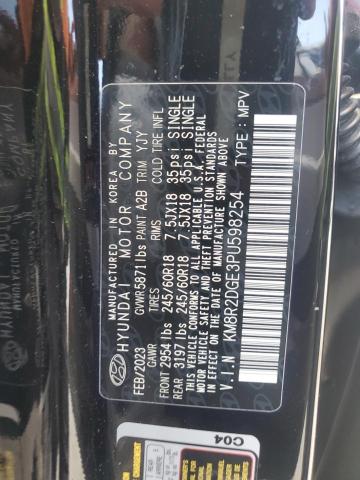 MANUFACTURED IN KOREA BY
HYUNDAI MOTOR COMPANY
FEB/2023 GVWR5871lbs PAINT A2B TRIM YJY
GAWR TIRES RIMS COLD TIRE INFL
FRONT 2954 lbs 245/60R18 7.5JX18 35psi SINGLE
REAR 3197 lbs 245/60R18 7.5JX18 35psi SINGLE
THIS VEHICLE CONFORMS TO ALL APPLICABLE U.S. FEDERAL
MOTOR VEHICLE SAFETY AND THEFT PREVENTION STANDARDS
IN EFFECT ON THE DATE OF MANUFACTURE SHOWN ABOVE.
V.I.N KM8R2DGE3PU598254 TYPE: MPV
C04